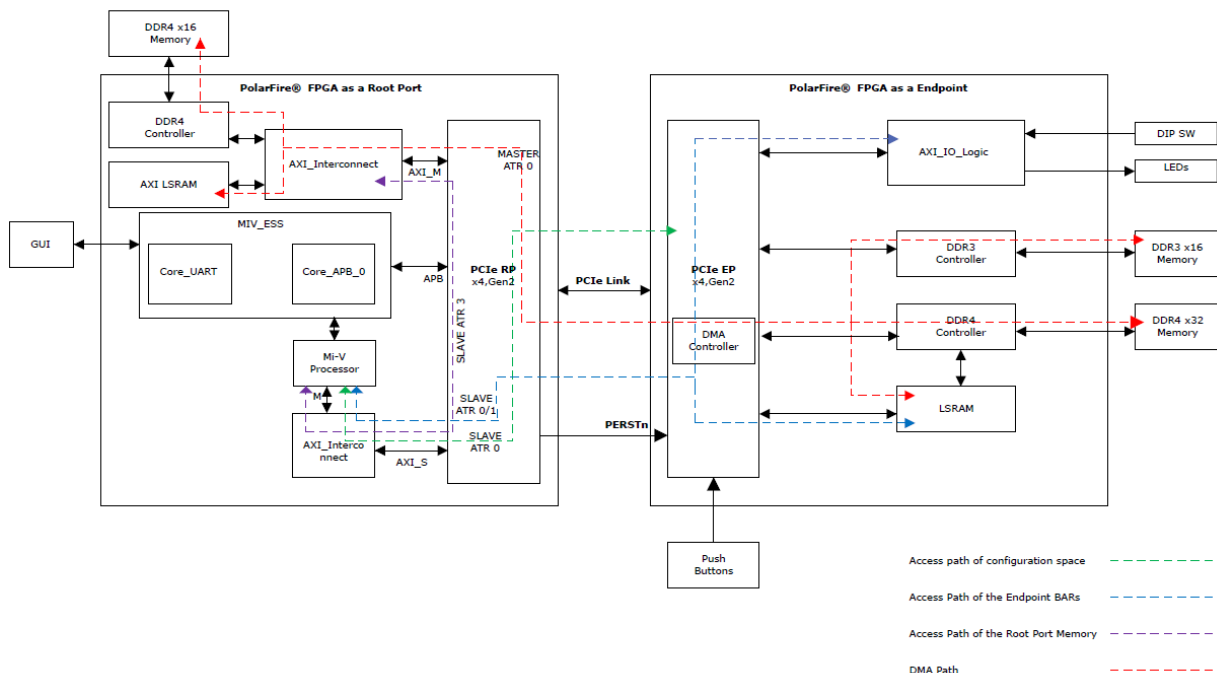 DDR4 x16
Memory
PolarFire® FPGA as a Root Port
PolarFire® FPGA as a Endpoint
DDR4
Controller
AXI_Interconnect
AXI_M
MASTER
ATR 0
AXI LSRAM
MIV_ESS
GUI
Core_UART
Core_APB_0
APB
PCIe RP
x4,Gen2
SLAVE ATR 3
Mi-V
Processor
M
SLAVE
ATR 0/1
SLAVE
ATR 0
AXI_Interco
nnect
AXI_S
PCIe Link
PERSTn
PCIe EP
x4,Gen2
DMA
Controller
AXI_IO_Logic
DIP SW
LEDs
DDR3
Controller
DDR3 x16
Memory
DDR4
Controller
DDR4 x32
Memory
LSRAM
Push
Buttons
Access path of configuration space
Access Path of the Endpoint BARs
Access Path of the Root Port Memory
DMA Path